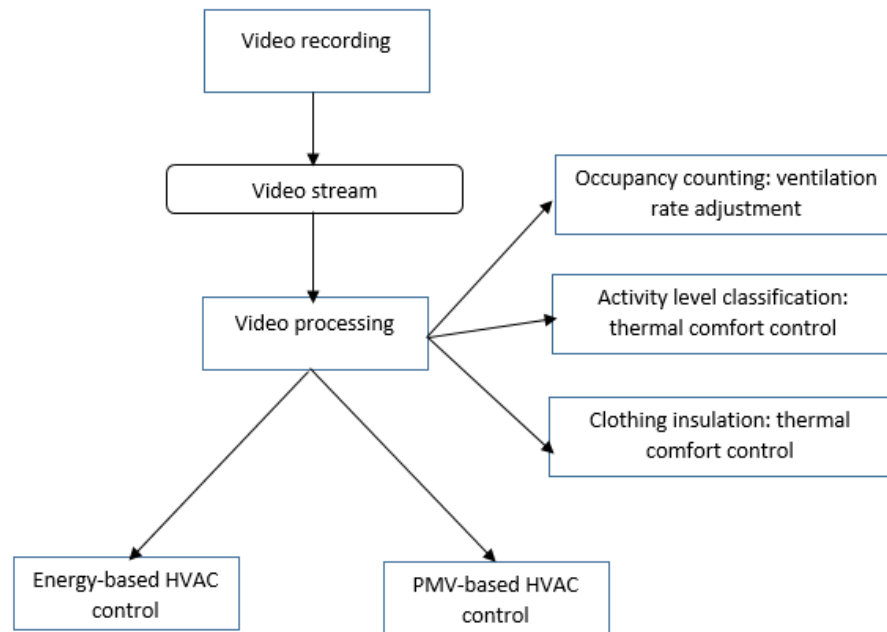 Video recording
Video stream
Occupancy counting: ventilation
rate adjustment
Video processing
Activity level classification:
thermal comfort control
Clothing insulation: thermal
comfort control
Energy-based HVAC
control
PMV-based HVAC
control